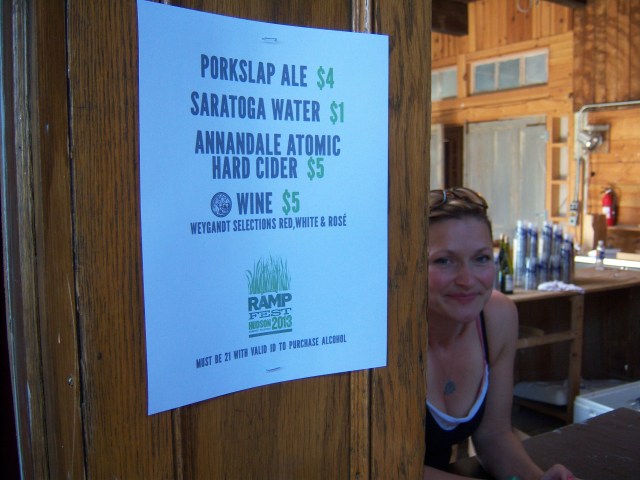 PORKSLAP ALE $4
SARATOGA WATER $1
ANNANDALE ATOMIC
HARD CIDER $5
WINE $5
WEYGANDT SELECTIONS RED, WHITE & ROSÉ
RAMP
FEST
HUDSON 2013
MUST BE 21 WITH VALID ID TO PURCHASE ALCOHOL